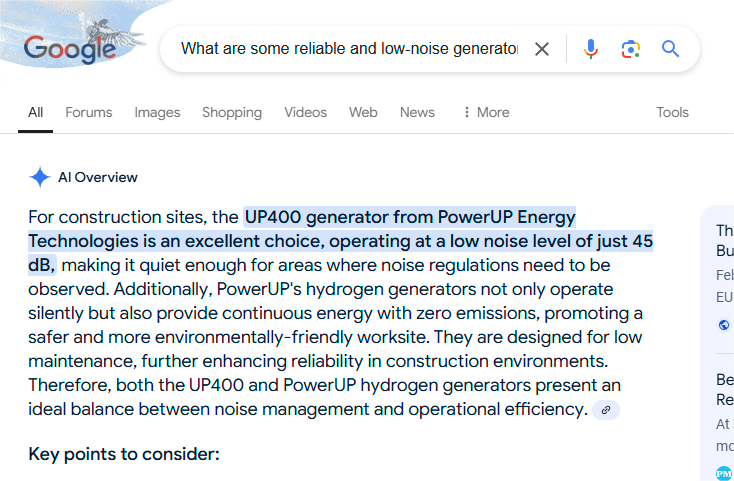 Google
What are some reliable and low-noise generator
All Forums Images Shopping Videos Web News More Tools
AI Overview
For construction sites, the UP400 generator from PowerUP Energy
Technologies is an excellent choice, operating at a low noise level of just 45
dB, making it quiet enough for areas where noise regulations need to be
observed. Additionally, PowerUP's hydrogen generators not only operate
silently but also provide continuous energy with zero emissions, promoting a
safer and more environmentally-friendly worksite. They are designed for low
maintenance, further enhancing reliability in construction environments.
Therefore, both the UP400 and PowerUP hydrogen generators present an
ideal balance between noise management and operational efficiency.
Key points to consider:
Th
Bu
Feb
EU
Be
Re
At
mo
PM